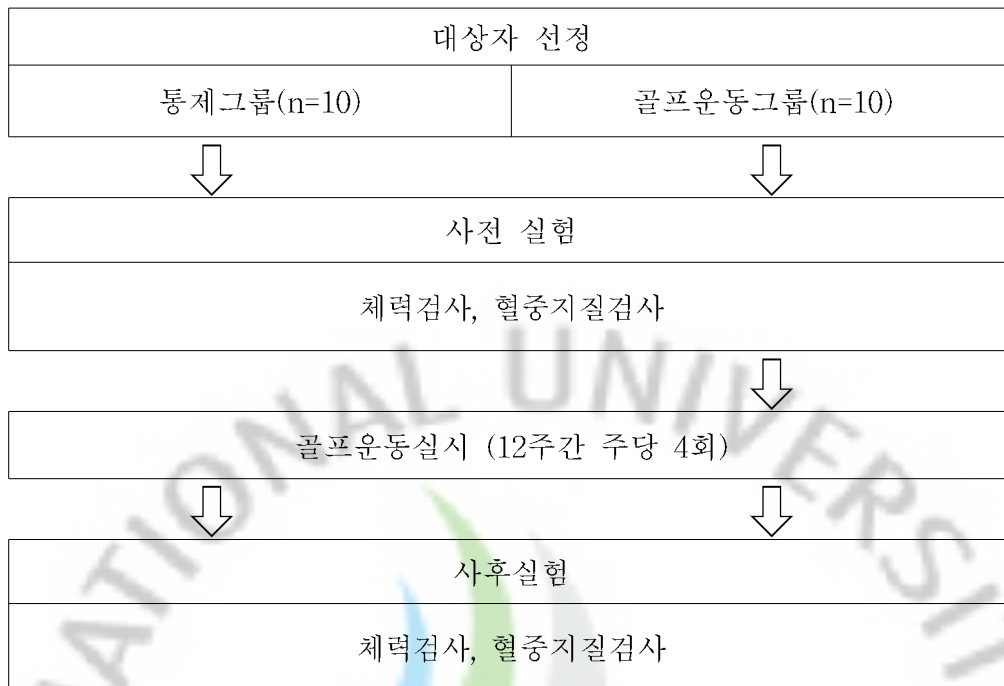 대상자 선정
통제그룹(n=10) 골프운동그룹(n=10)
사전 실험
체력검사, 혈중지질검사
골프운동실시 (12주간 주당 4회)
사후실험
체력검사, 혈중지질검사
NATIONAL UNIVERSIT